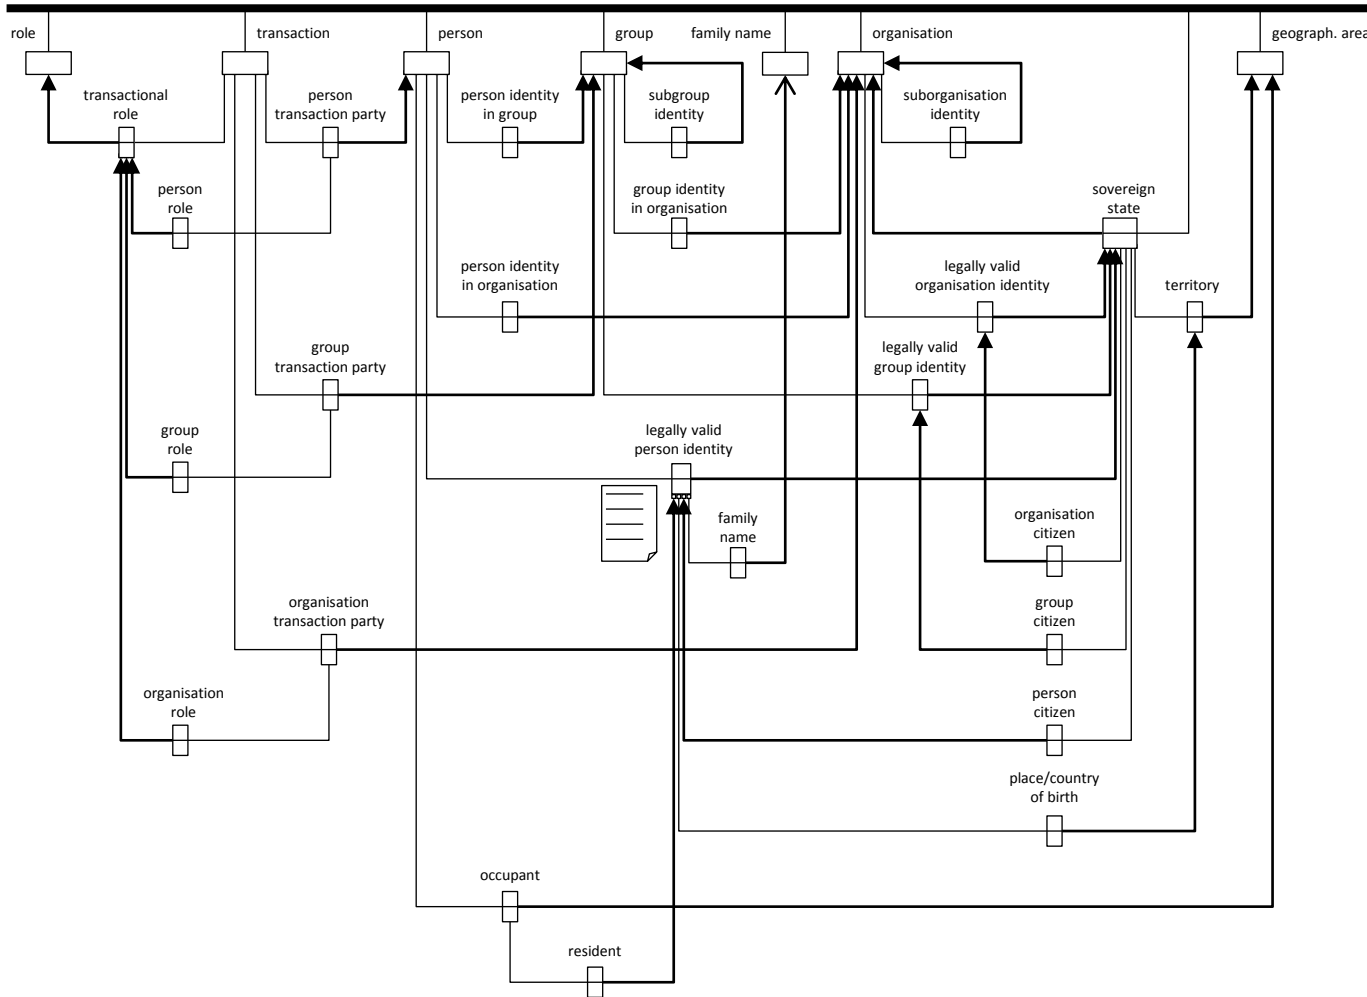 role
transaction
person
group
family name
organisation
geograph. area
transactional
role
person
transaction party
person identity
in group
subgroup
identity
suborganisation
identity
person
role
group identity
in organisation
sovereign
state
person identity
in organisation
legally valid
organisation identity
territory
group
transaction party
legally valid
group identity
group
role
legally valid
person identity
family
name
organisation
citizen
organisation
transaction party
group
citizen
organisation
role
person
citizen
place/country
of birth
occupant
resident